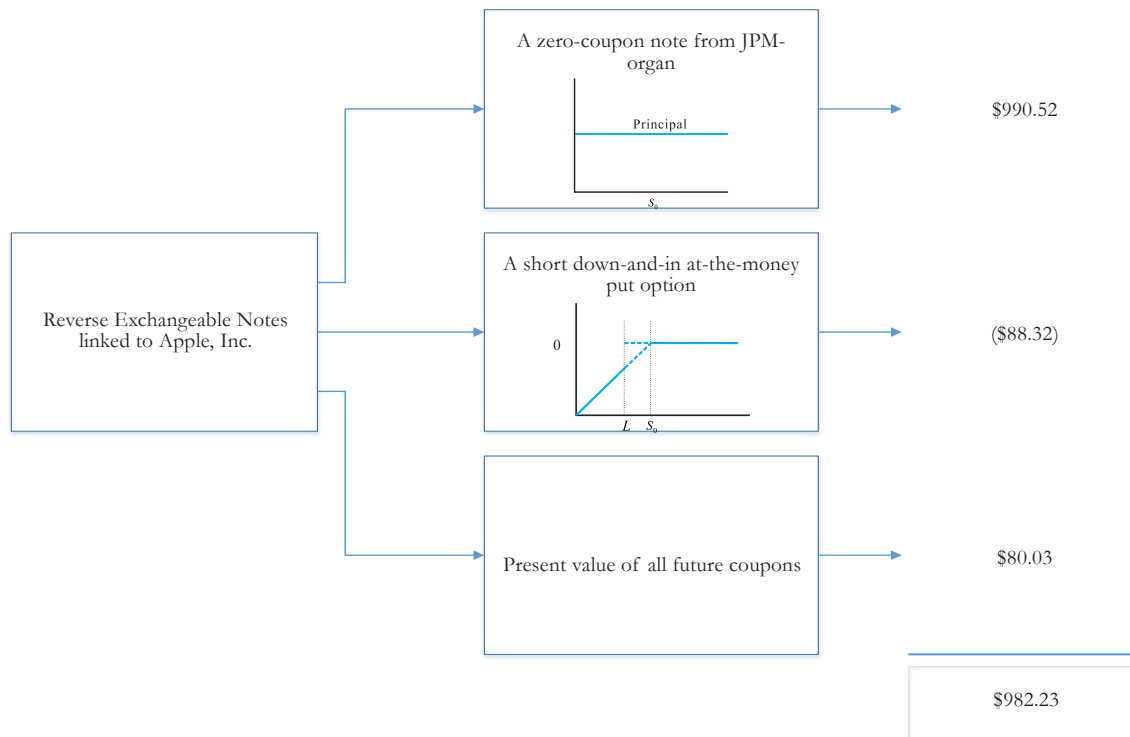 A zero-coupon note from JPM-
organ
Principal
S₀
$990.52
Reverse Exchangeable Notes
linked to Apple, Inc.
A short down-and-in at-the-money
put option
0
L S₀
($88.32)
Present value of all future coupons
$80.03
$982.23